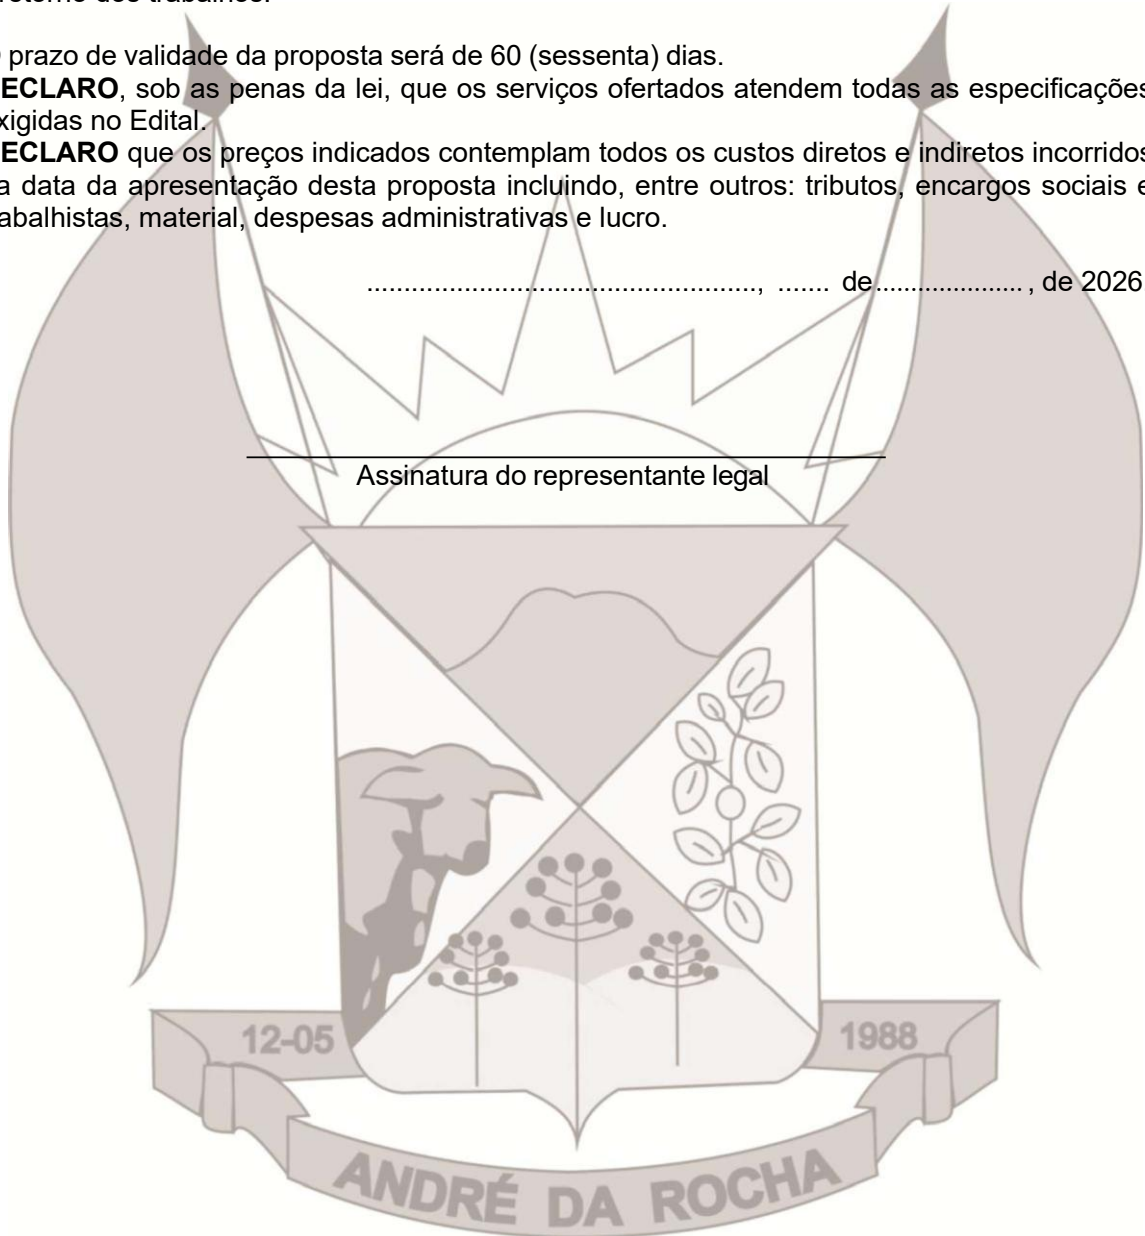 retorno dos trabalhos.
prazo de validade da proposta será de 60 (sessenta) dias.
ECLARO, sob as penas da lei, que os serviços ofertados atendem todas as especificações
xigidas no Edital.
ECLARO que os preços indicados contemplam todos os custos diretos e indiretos incorridos
a data da apresentação desta proposta incluindo, entre outros: tributos, encargos sociais e
abalhistas, material, despesas administrativas e lucro.
...................................................., ....... de..................... , de 2026
Assinatura do representante legal
12-05
1988
ANDRÉ DA ROCHA